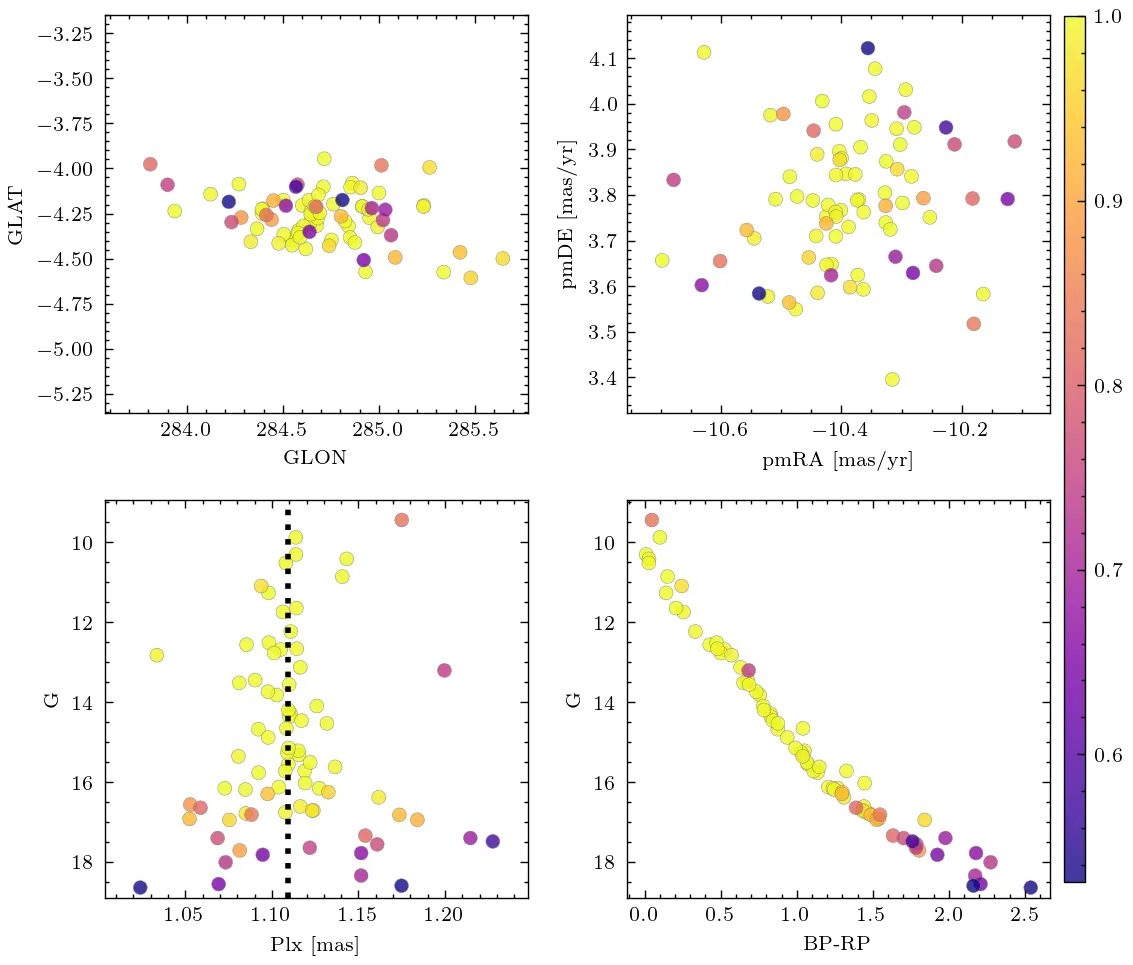 −3.25
−3.50
−3.75
−4.00
−4.25
−4.50
−4.75
−5.00
−5.25
GLAT
284.0 284.5 285.0 285.5
GLON
4.1
4.0
3.9
3.8
3.7
3.6
3.5
3.4
pmDE [mas/yr]
−10.6 −10.4 −10.2
pmRA [mas/yr]
1.0
0.9
0.8
0.7
0.6
10
12
14
16
18
G
1.05 1.10 1.15 1.20
Plx [mas]
10
12
14
16
18
G
0.0 0.5 1.0 1.5 2.0 2.5
BP-RP